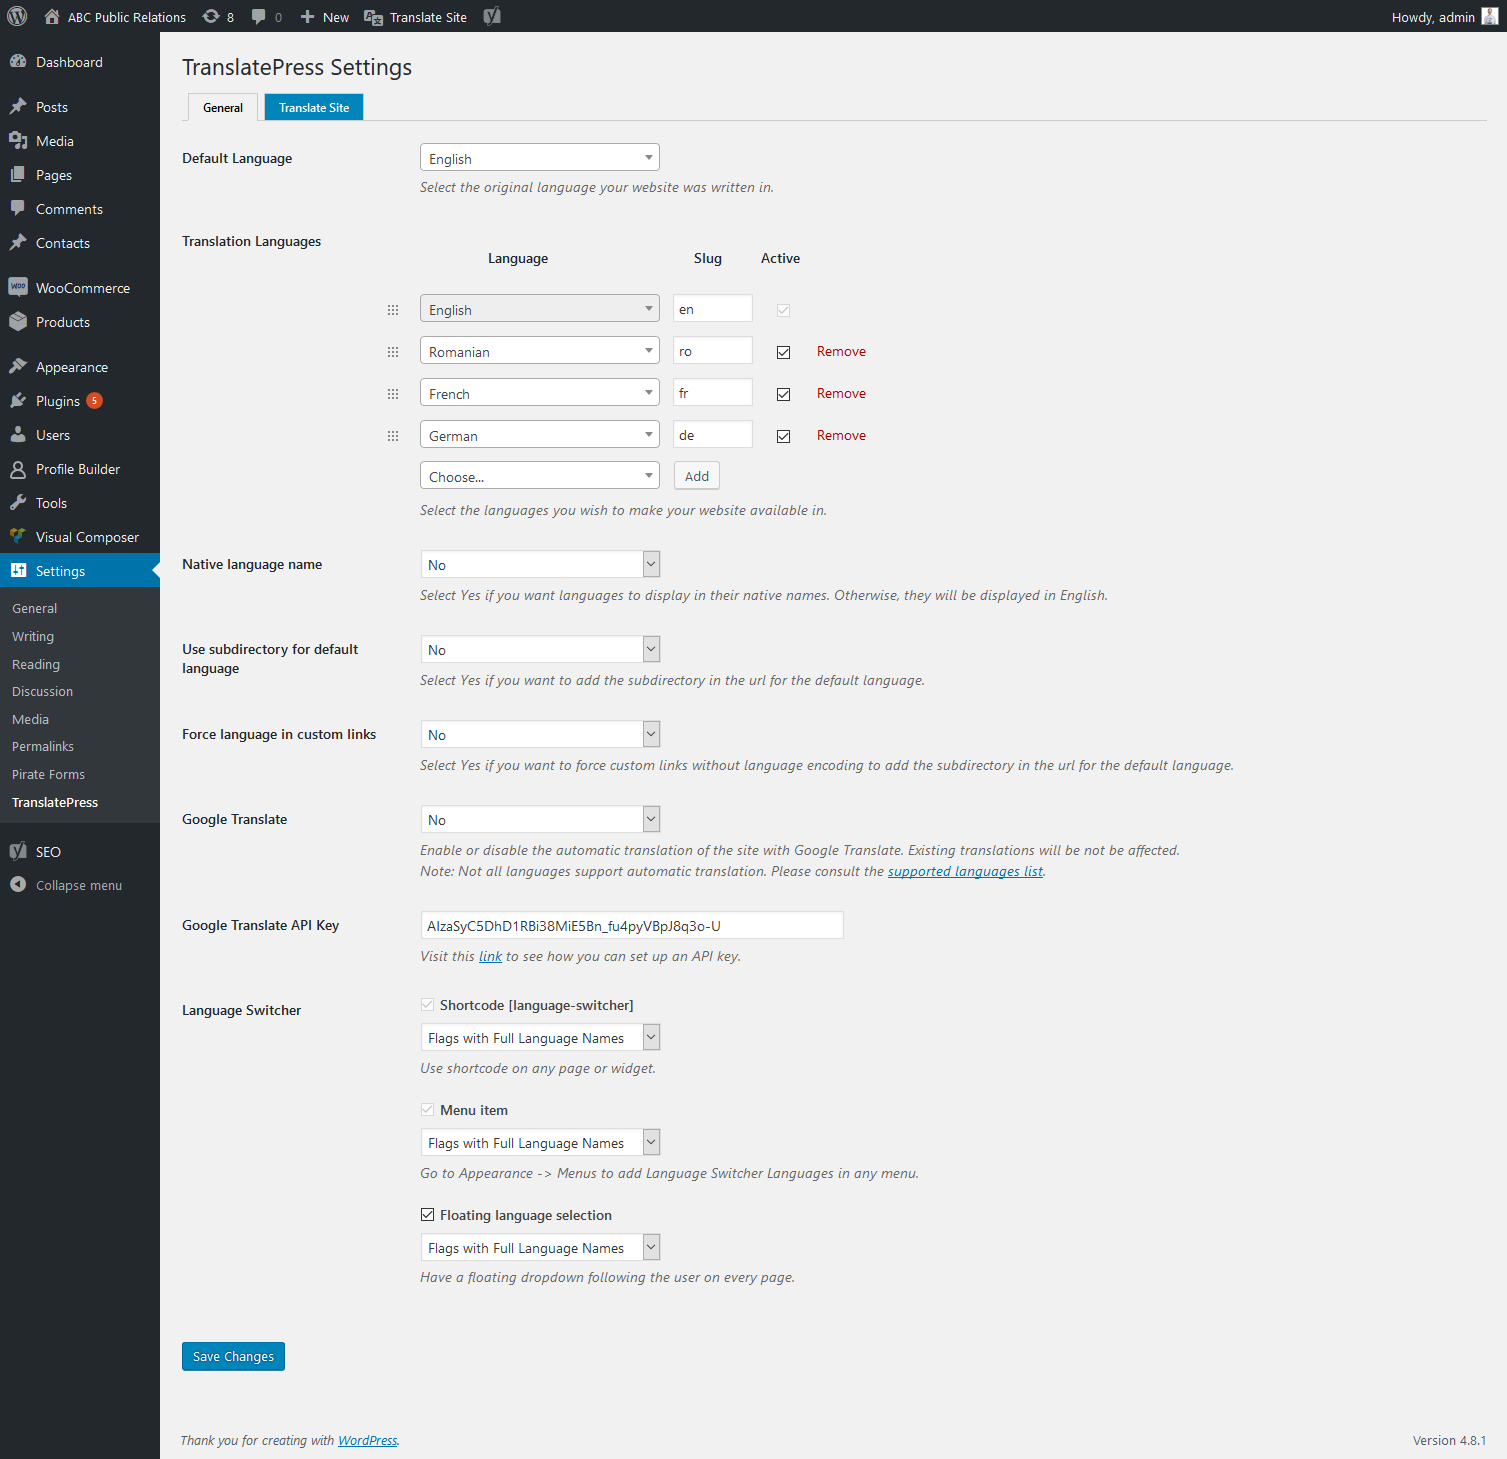 ABC Public Relations 8 0 New Translate Site Howdy, admin
Dashboard
Posts
Media
Pages
Comments
Contacts
WooCommerce
Products
Appearance
Plugins 5
Users
Profile Builder
Tools
Visual Composer
Settings
General
Writing
Reading
Discussion
Media
Permalinks
Pirate Forms
TranslatePress
SEO
Collapse menu
TranslatePress Settings
General Translate Site
Default Language English
Select the original language your website was written in.
Translation Languages
Language Slug Active
English en
Romanian ro Remove
French fr Remove
German de Remove
Choose... Add
Select the languages you wish to make your website available in.
Native language name No
Select Yes if you want languages to display in their native names. Otherwise, they will be displayed in English.
Use subdirectory for default
language
No
Select Yes if you want to add the subdirectory in the url for the default language.
Force language in custom links No
Select Yes if you want to force custom links without language encoding to add the subdirectory in the url for the default language.
Google Translate No
Enable or disable the automatic translation of the site with Google Translate. Existing translations will be not be affected.
Note: Not all languages support automatic translation. Please consult the supported languages list.
Google Translate API Key AIzaSyC5DhD1RBi38MiE5Bn_fu4pyVBpJ8q3o-U
Visit this link to see how you can set up an API key.
Language Switcher
Shortcode [language-switcher]
Flags with Full Language Names
Use shortcode on any page or widget.
Menu item
Flags with Full Language Names
Go to Appearance -> Menus to add Language Switcher Languages in any menu.
Floating language selection
Flags with Full Language Names
Have a floating dropdown following the user on every page.
Save Changes
Thank you for creating with WordPress. Version 4.8.1